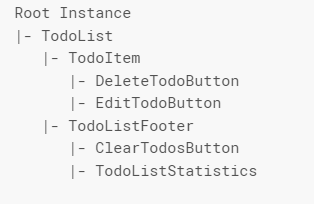 Root Instance
|- TodoList
   |- TodoItem
      |- DeleteTodoButton
      |- EditTodoButton
   |- TodoListFooter
      |- ClearTodosButton
      |- TodoListStatistics